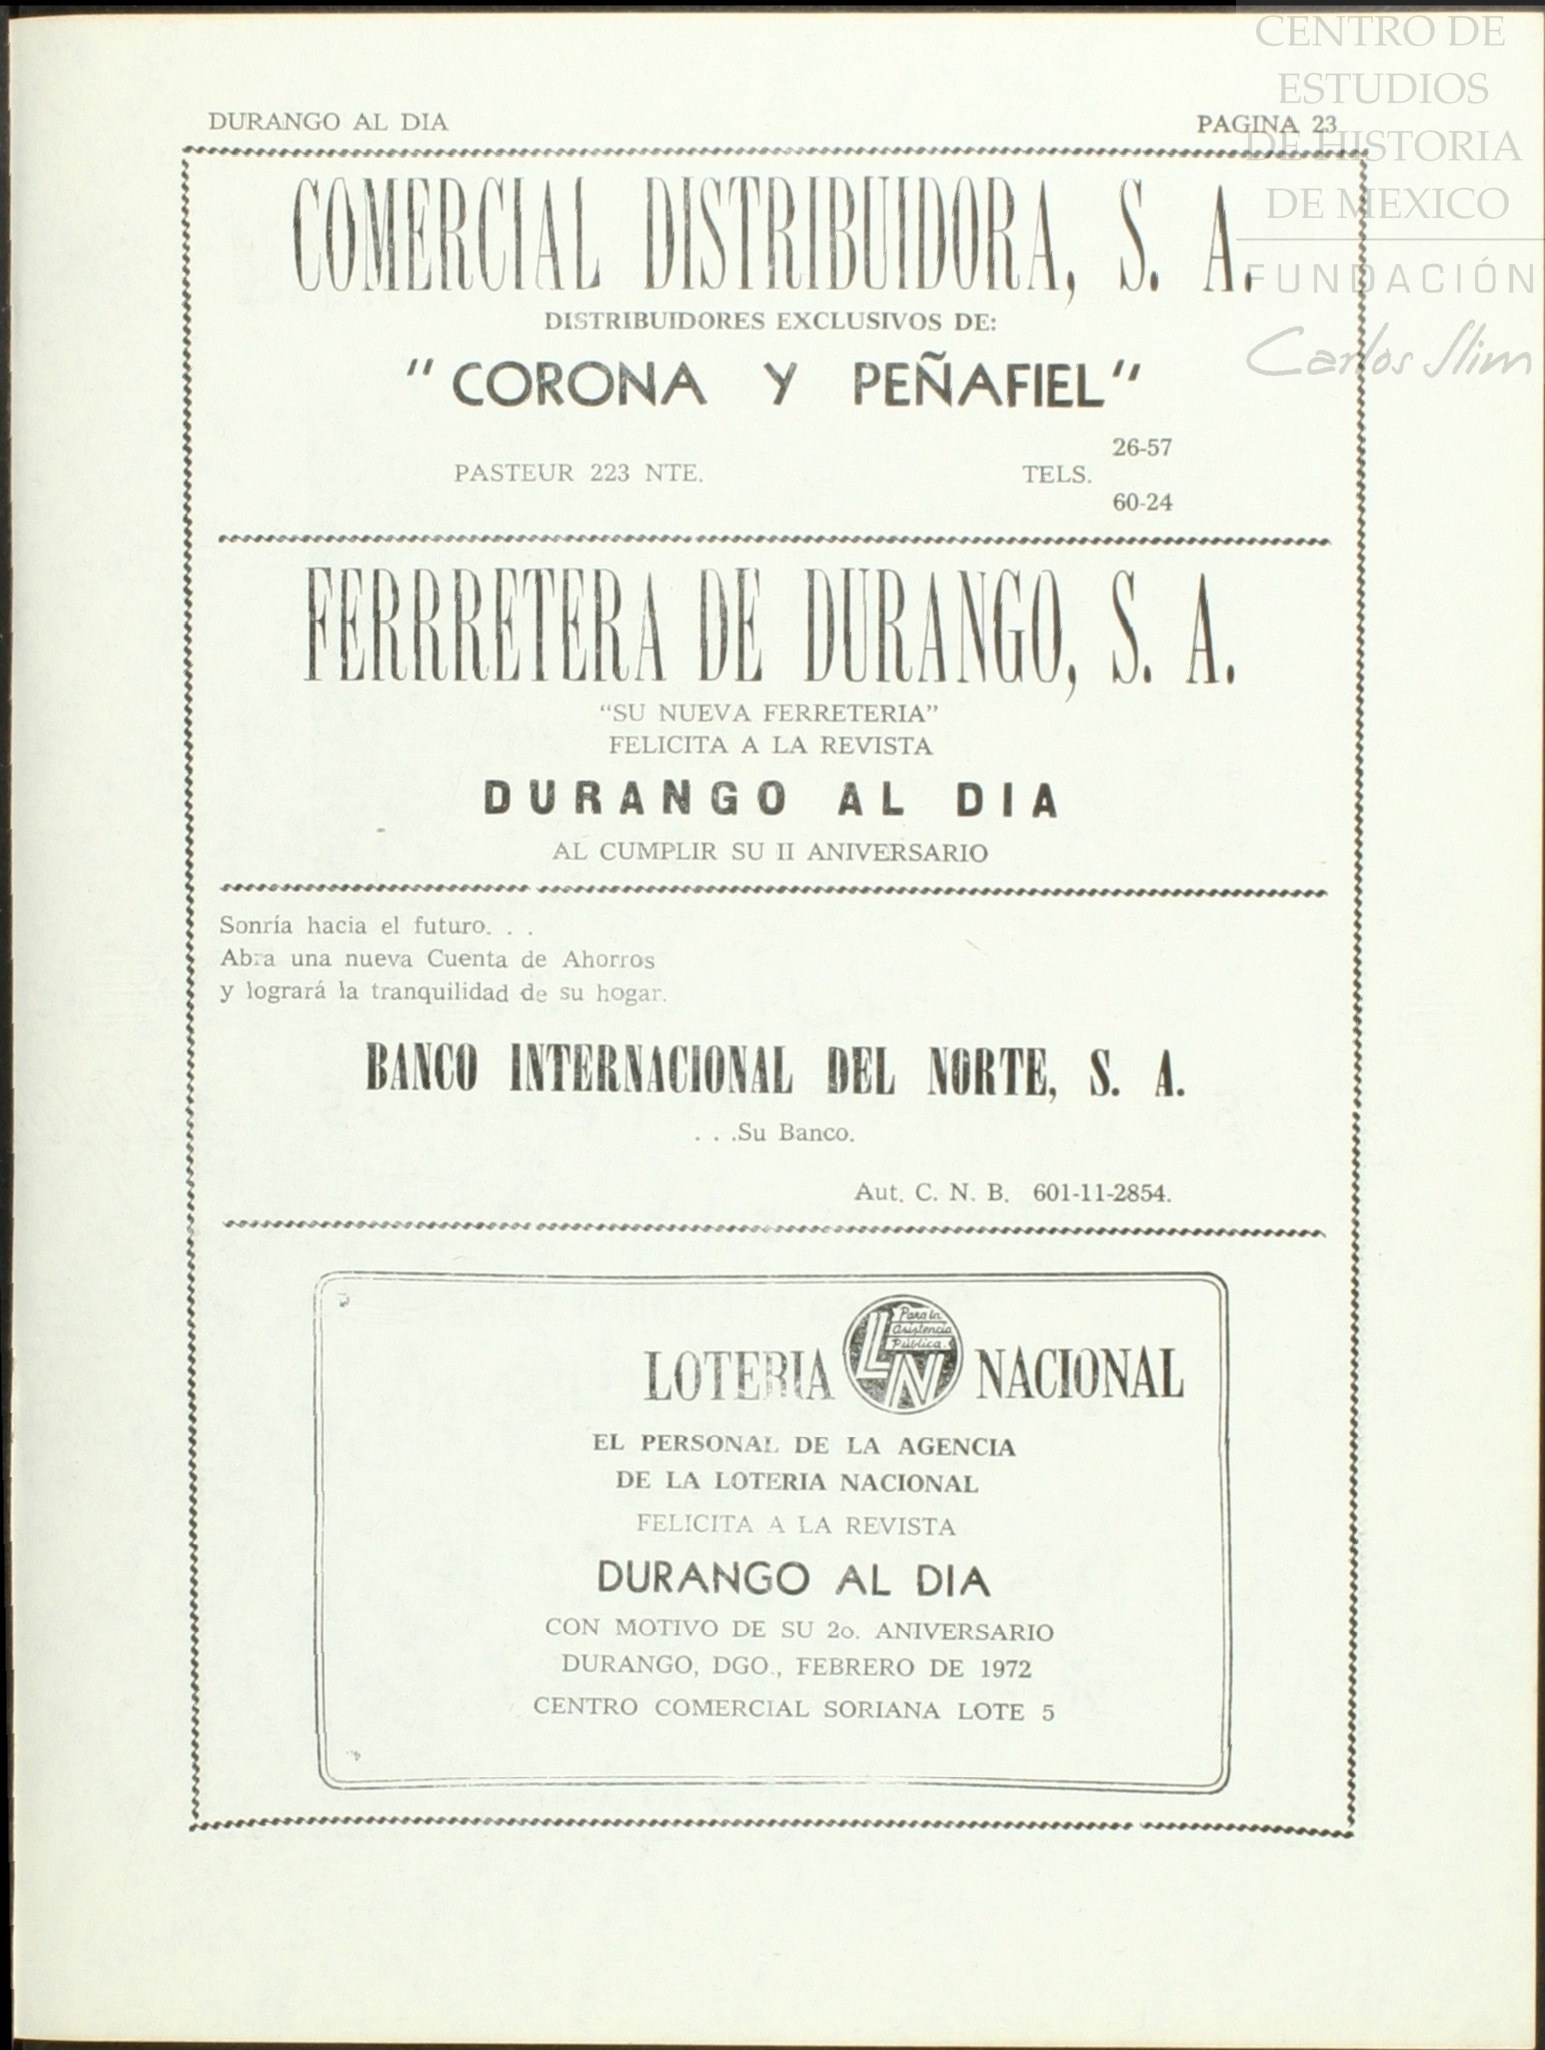 CENTRO DE
ESTUDIOS
DE HISTORIA
DE MEXICO
FUNDACIÓN
Carlos Slim
DURANGO AL DIA PAGINA 23
COMERCIAL DISTRIBUIDORA, S. A.
DISTRIBUIDORES EXCLUSIVOS DE:
"CORONA Y PEÑAFIEL"
PASTEUR 223 NTE. TELS. 26-57
60-24
FERRRETERA DE DURANGO, S. A.
"SU NUEVA FERRETERIA"
FELICITA A LA REVISTA
DURANGO AL DIA
AL CUMPLIR SU II ANIVERSARIO
Sonría hacia el futuro. . .
Abra una nueva Cuenta de Ahorros
y logrará la tranquilidad de su hogar.
BANCO INTERNACIONAL DEL NORTE, S. A.
. . .Su Banco.
Aut. C. N. B. 601-11-2854.
Para la
Asistencia
Pública
LOTERIA LN NACIONAL
EL PERSONAL DE LA AGENCIA
DE LA LOTERIA NACIONAL
FELICITA A LA REVISTA
DURANGO AL DIA
CON MOTIVO DE SU 2o. ANIVERSARIO
DURANGO, DGO., FEBRERO DE 1972
CENTRO COMERCIAL SORIANA LOTE 5